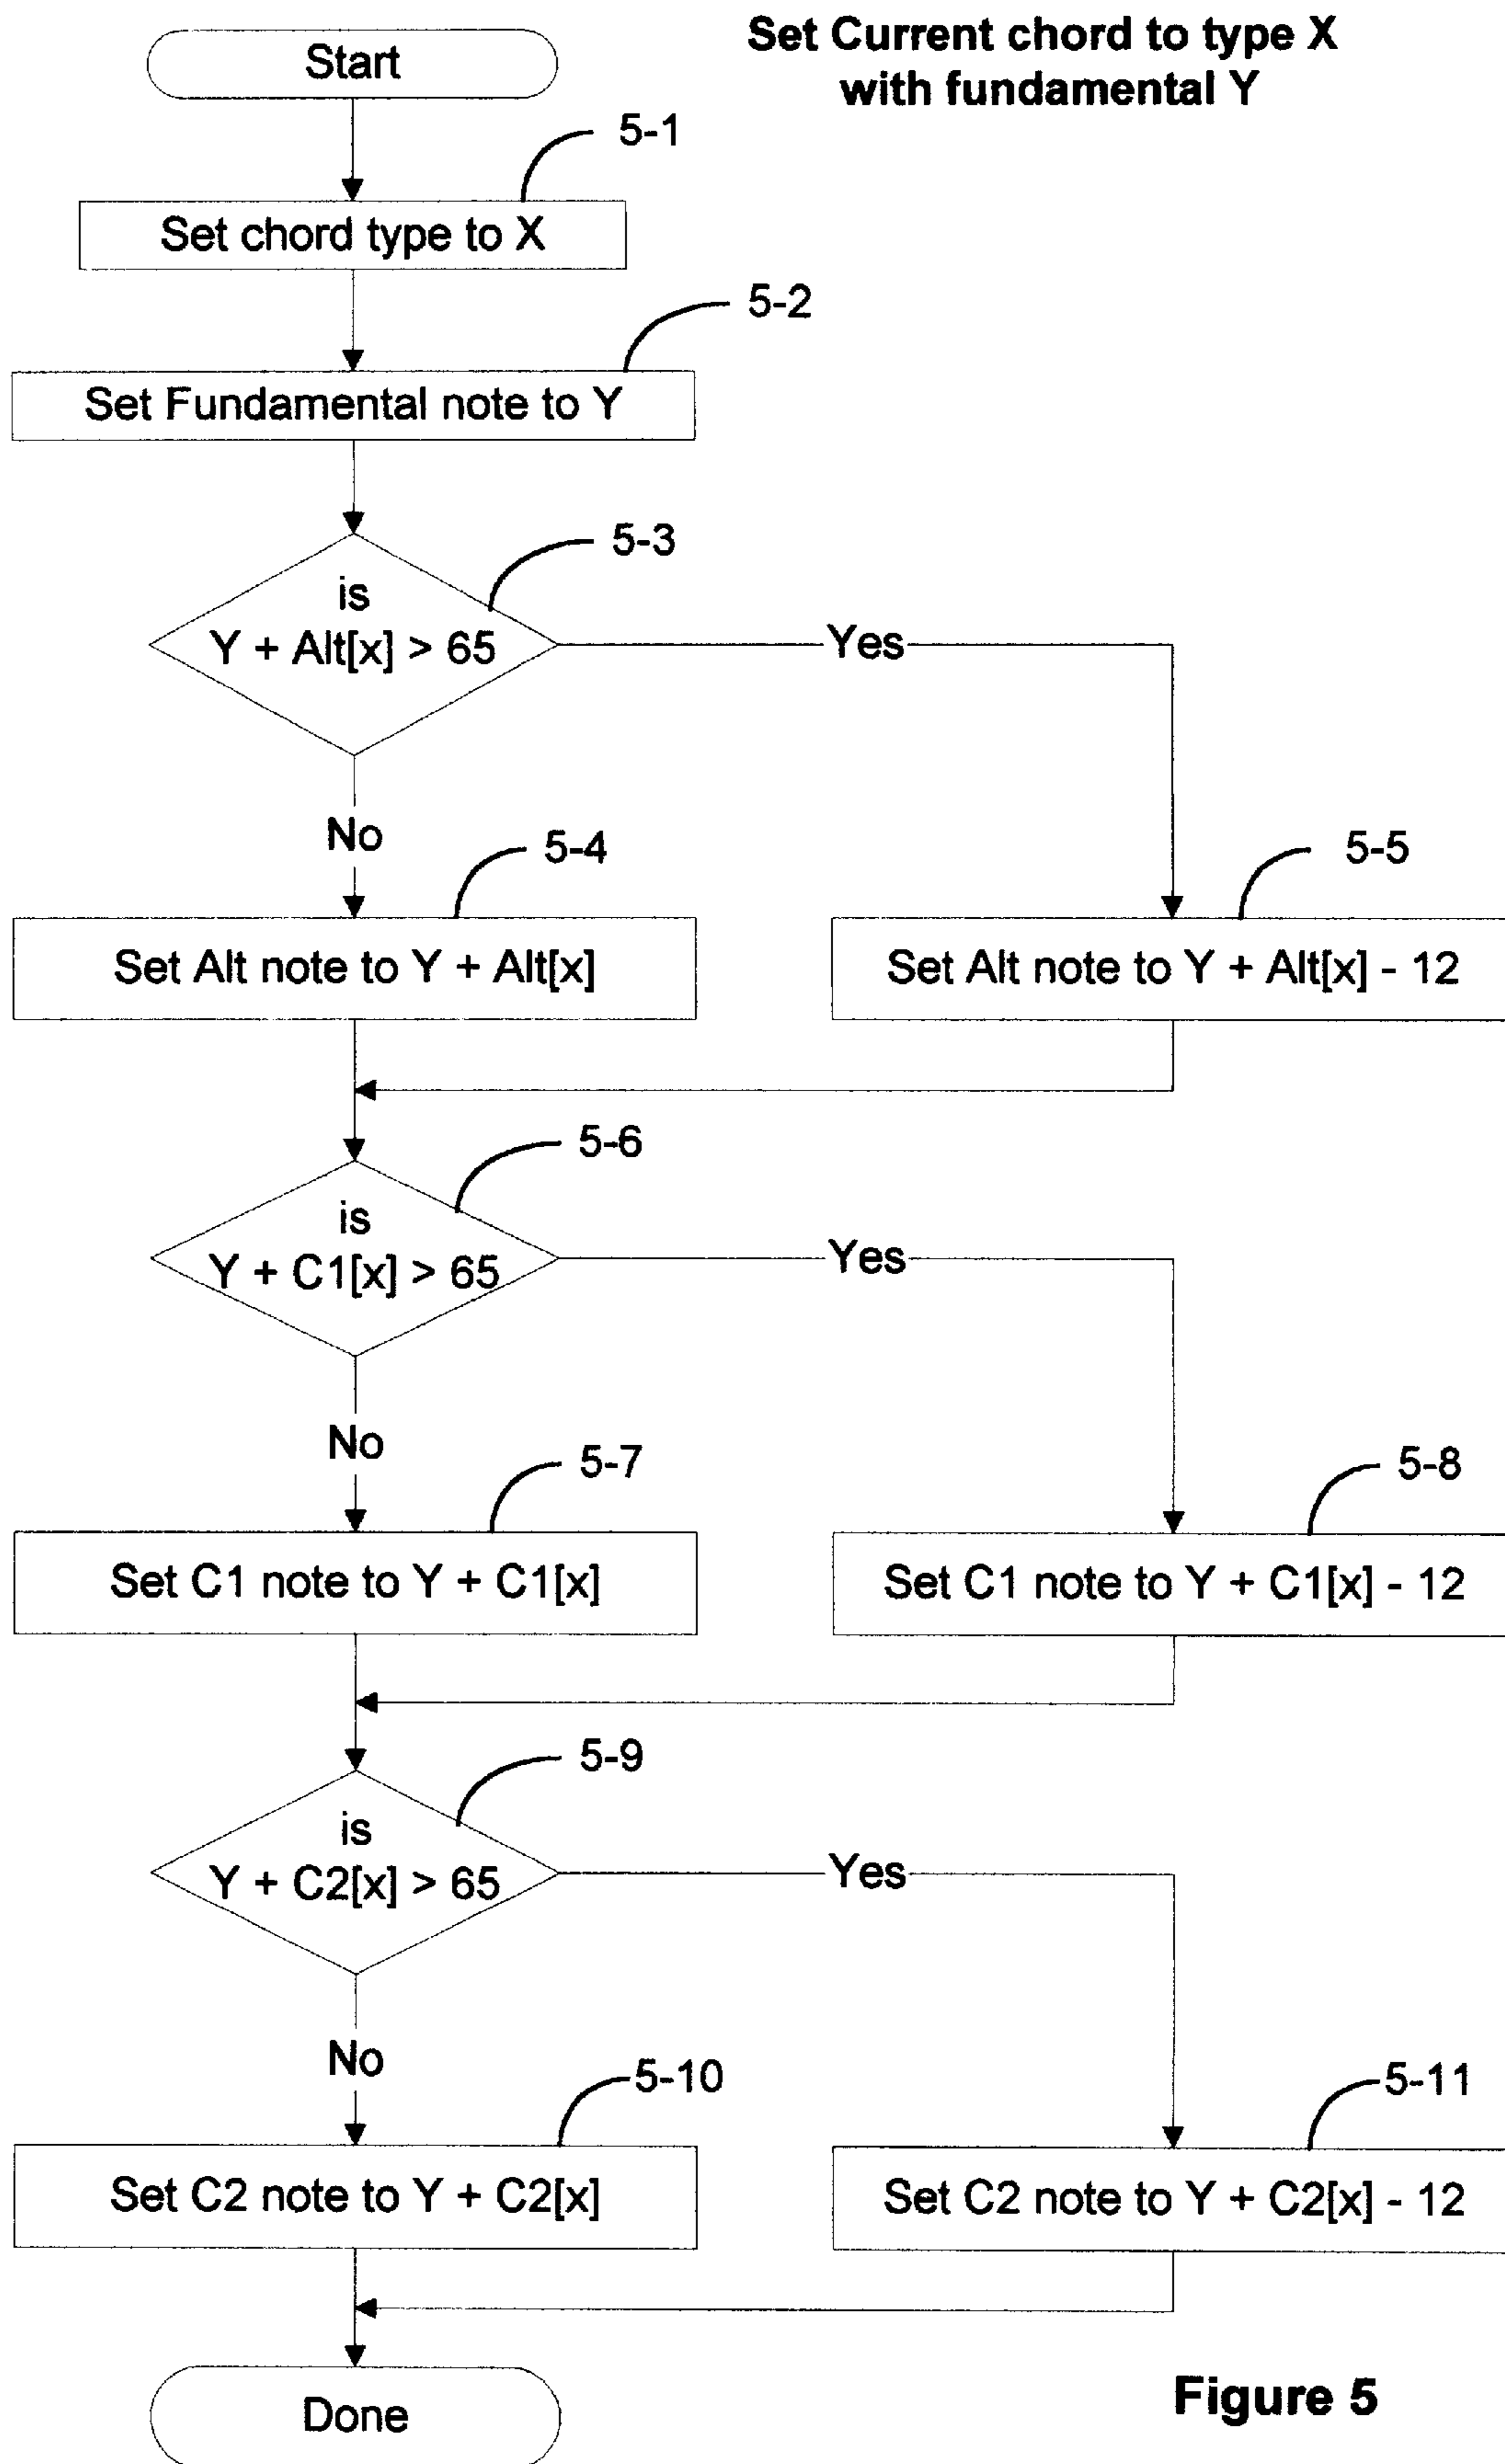 Set Current chord to type X
with fundamental Y
Start
5-1
Set chord type to X
5-2
Set Fundamental note to Y
5-3
is
Y + Alt[x] > 65
Yes
No
5-4
5-5
Set Alt note to Y + Alt[x]
Set Alt note to Y + Alt[x] - 12
5-6
is
Y + C1[x] > 65
Yes
No
5-7
5-8
Set C1 note to Y + C1[x]
Set C1 note to Y + C1[x] - 12
5-9
is
Y + C2[x] > 65
Yes
No
5-10
5-11
Set C2 note to Y + C2[x]
Set C2 note to Y + C2[x] - 12
Done
Figure 5